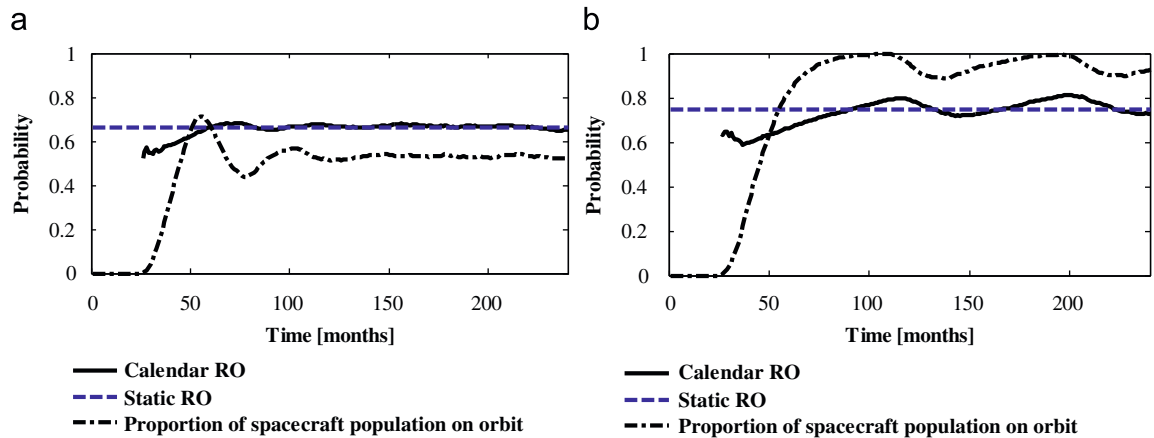 a
1
0.8
0.6
0.4
0.2
0
Probability
0 50 100 150 200
Time [months]
Calendar RO
Static RO
Proportion of spacecraft population on orbit
b
1
0.8
0.6
0.4
0.2
0
Probability
0 50 100 150 200
Time [months]
Calendar RO
Static RO
Proportion of spacecraft population on orbit